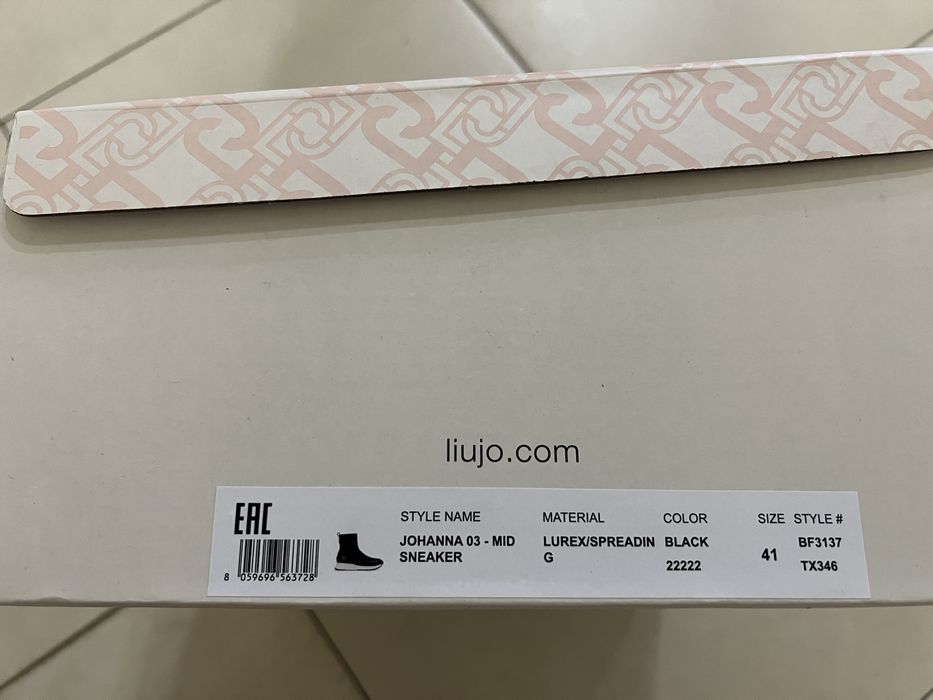 liujo.com
EAC
STYLE NAME MATERIAL COLOR SIZE STYLE #
JOHANNA 03 - MID LUREX/SPREADIN BLACK 41 BF3137
SNEAKER G 22222 TX346
8 059696 563728